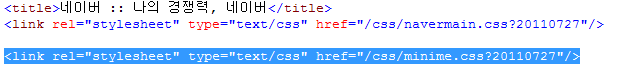 <title>네이버 :: 나의 경쟁력, 네이버</title>
<link rel="stylesheet" type="text/css" href="/css/navermain.css?20110727"/>
<link rel="stylesheet" type="text/css" href="/css/minime.css?20110727"/>